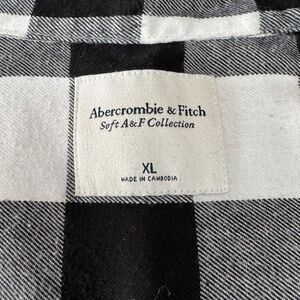 Abercrombie & Fitch
Soft A&F Collection
XL
MADE IN CAMBODIA